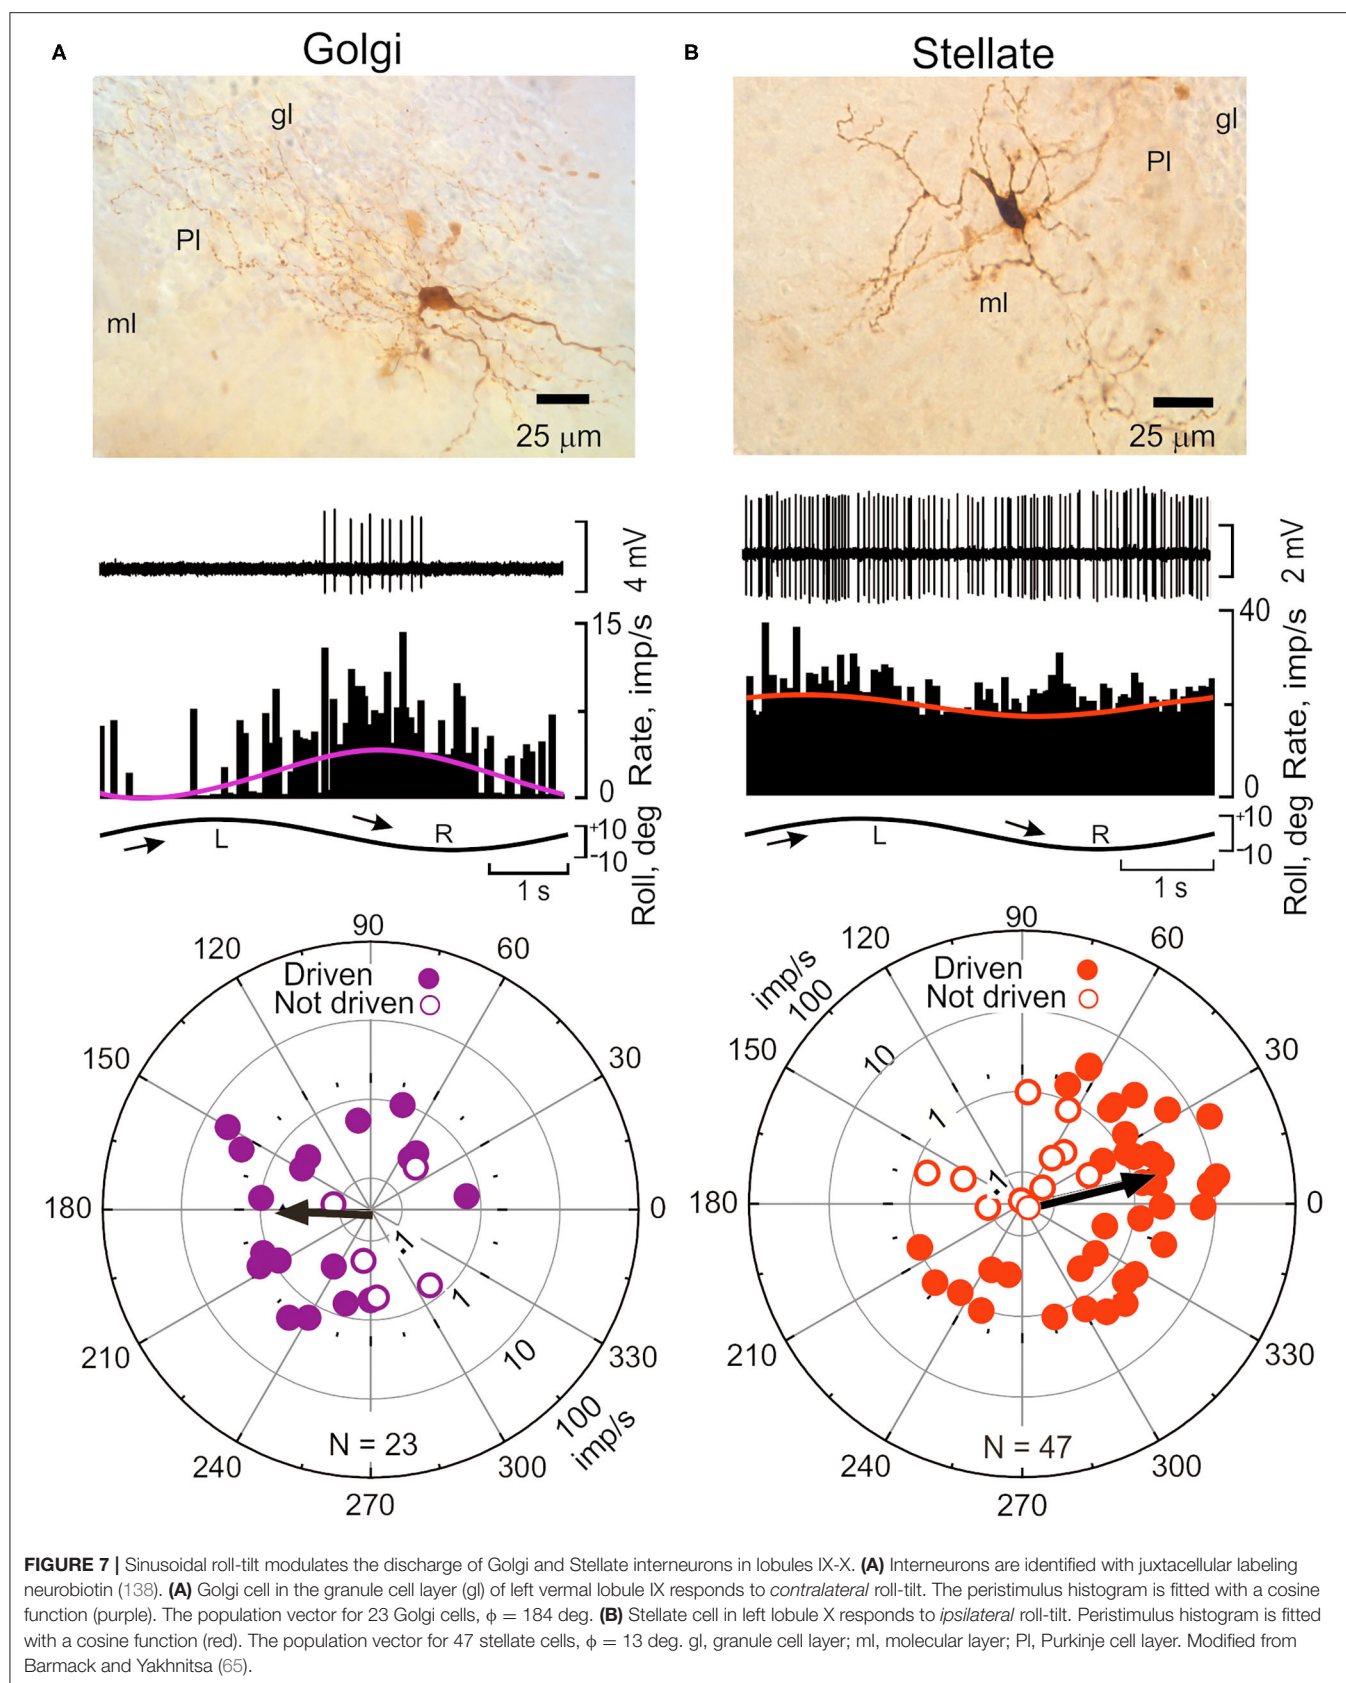 A
Golgi
gl
Pl
ml
25 μm
4 mV
15
0
Rate, imp/s
L
R
+10
-10
Roll, deg
1 s
90
120
60
Driven
Not driven
150
30
180
0
.1
1
10
100
imp/s
210
330
N = 23
240
300
270
B
Stellate
gl
Pl
ml
25 μm
2 mV
40
0
Rate, imp/s
L
R
+10
-10
Roll, deg
1 s
90
120
60
imp/s
100
Driven
Not driven
150
30
10
1
.1
180
0
210
330
N = 47
240
300
270
FIGURE 7 | Sinusoidal roll-tilt modulates the discharge of Golgi and Stellate interneurons in lobules IX-X. (A) Interneurons are identified with juxtacellular labeling
neurobiotin (138). (A) Golgi cell in the granule cell layer (gl) of left vermal lobule IX responds to contralateral roll-tilt. The peristimulus histogram is fitted with a cosine
function (purple). The population vector for 23 Golgi cells, ϕ = 184 deg. (B) Stellate cell in left lobule X responds to ipsilateral roll-tilt. Peristimulus histogram is fitted
with a cosine function (red). The population vector for 47 stellate cells, ϕ = 13 deg. gl, granule cell layer; ml, molecular layer; Pl, Purkinje cell layer. Modified from
Barmack and Yakhnitsa (65).